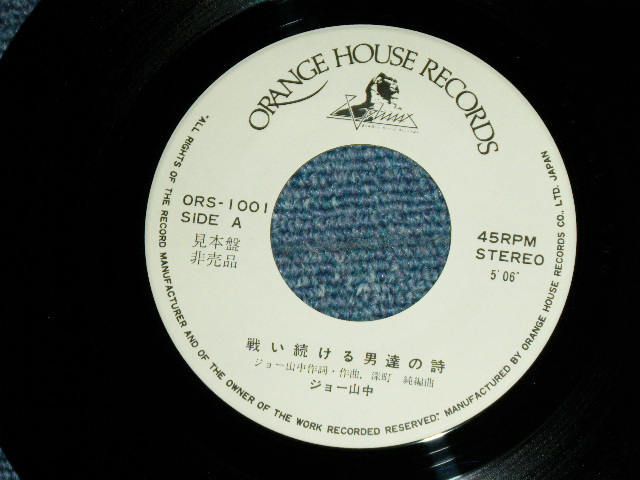 ORANGE HOUSE RECORDS
ORS-1001
SIDE A
見本盤
非売品
45RPM
STEREO
5'06"
戦い続ける男達の詩
ジョー山中作詞・作曲, 深町 純編曲
ジョー山中
"ALL RIGHTS OF THE RECORD MANUFACTURER AND OF THE OWNER OF THE WORK RECORDED RESERVED." MANUFACTURED BY ORANGE HOUSE RECORDS CO., LTD. JAPAN